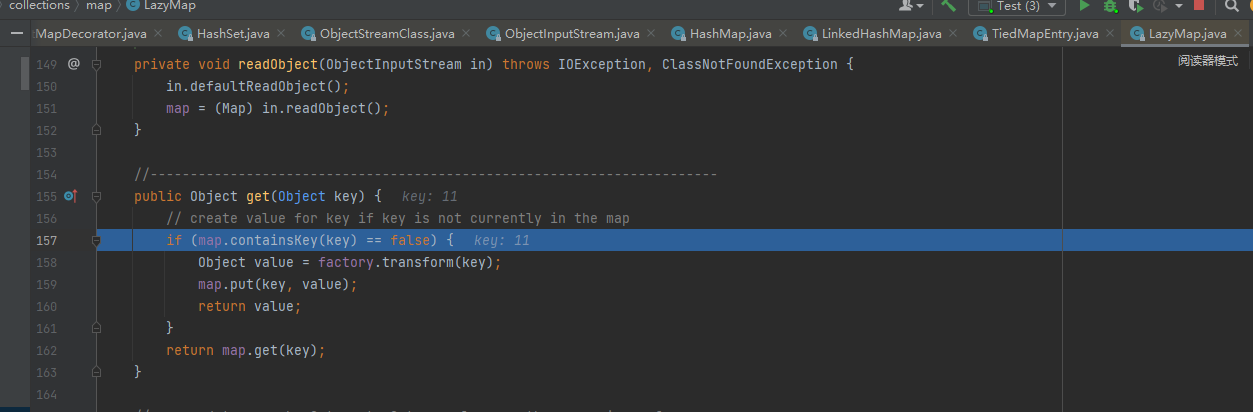 collections › map › LazyMap
Test (3)
MapDecorator.java × HashSet.java × ObjectStreamClass.java × ObjectInputStream.java × HashMap.java × LinkedHashMap.java × TiedMapEntry.java × LazyMap.java ×
阅读器模式
149 @ private void readObject(ObjectInputStream in) throws IOException, ClassNotFoundException {
150 in.defaultReadObject();
151 map = (Map) in.readObject();
152 }
153
154 //-----------------------------------------------------------------------
155 public Object get(Object key) { key: 11
156 // create value for key if key is not currently in the map
157 if (map.containsKey(key) == false) { key: 11
158 Object value = factory.transform(key);
159 map.put(key, value);
160 return value;
161 }
162 return map.get(key);
163 }
164